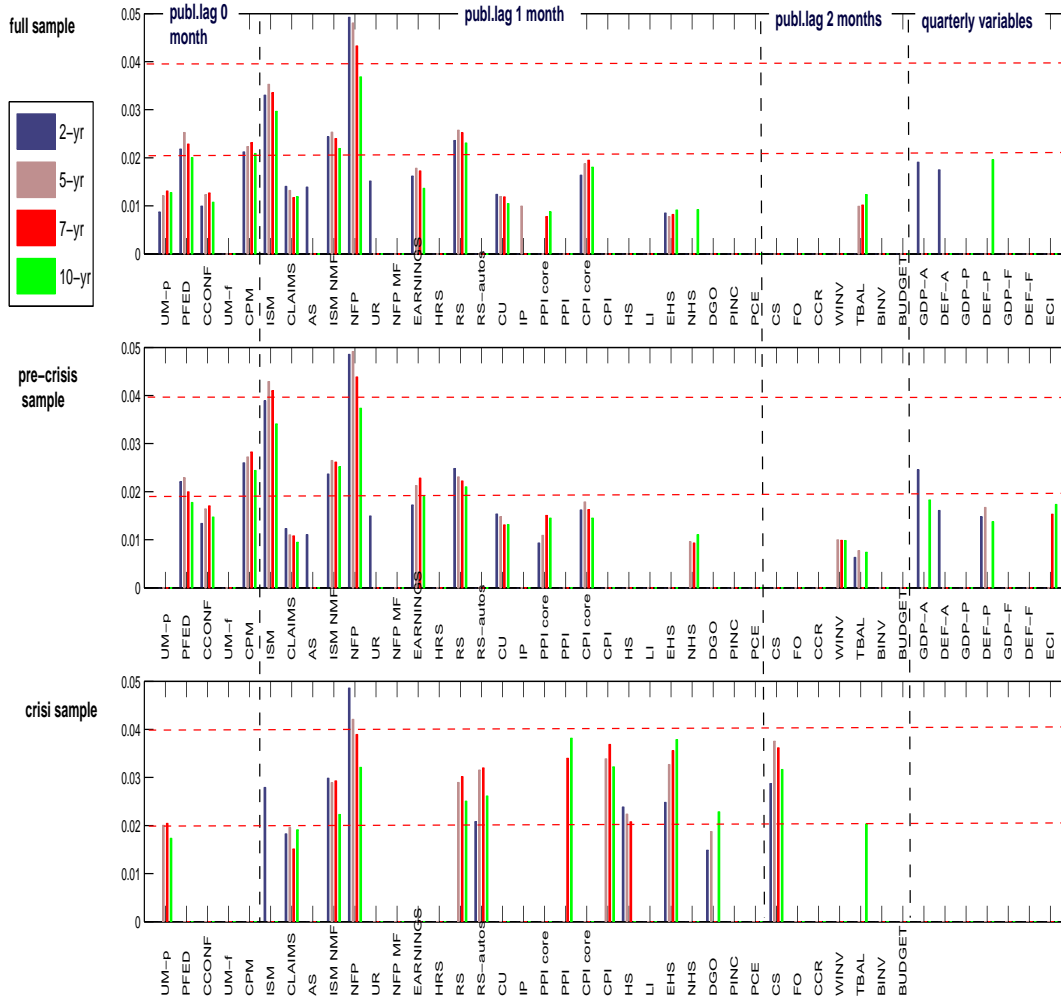 full sample
publ.lag 0
month
publ.lag 1 month
publ.lag 2 months
quarterly variables
2−yr
5−yr
7−yr
10−yr
0.05
0.04
0.03
0.02
0.01
0
UM−p
PFED
CCONF
UM−f
CPM
ISM
CLAIMS
AS
ISM NMF
NFP
UR
NFP MF
EARNINGS
HRS
RS
RS−autos
CU
IP
PPI core
PPI
CPI core
CPI
HS
LI
EHS
NHS
DGO
PINC
PCE
CS
FO
CCR
WINV
TBAL
BINV
BUDGET
GDP−A
DEF−A
GDP−P
DEF−P
GDP−F
DEF−F
ECI
pre−crisis
sample
0.05
0.04
0.03
0.02
0.01
0
UM−p
PFED
CCONF
UM−f
CPM
ISM
CLAIMS
AS
ISM NMF
NFP
UR
NFP MF
EARNINGS
HRS
RS
RS−autos
CU
IP
PPI core
PPI
CPI core
CPI
HS
LI
EHS
NHS
DGO
PINC
PCE
CS
FO
CCR
WINV
TBAL
BINV
BUDGET
GDP−A
DEF−A
GDP−P
DEF−P
GDP−F
DEF−F
ECI
crisi sample
0.05
0.04
0.03
0.02
0.01
0
UM−p
PFED
CCONF
UM−f
CPM
ISM
CLAIMS
AS
ISM NMF
NFP
UR
NFP MF
EARNINGS
HRS
RS
RS−autos
CU
IP
PPI core
PPI
CPI core
CPI
HS
LI
EHS
NHS
DGO
PINC
PCE
CS
FO
CCR
WINV
TBAL
BINV
BUDGET